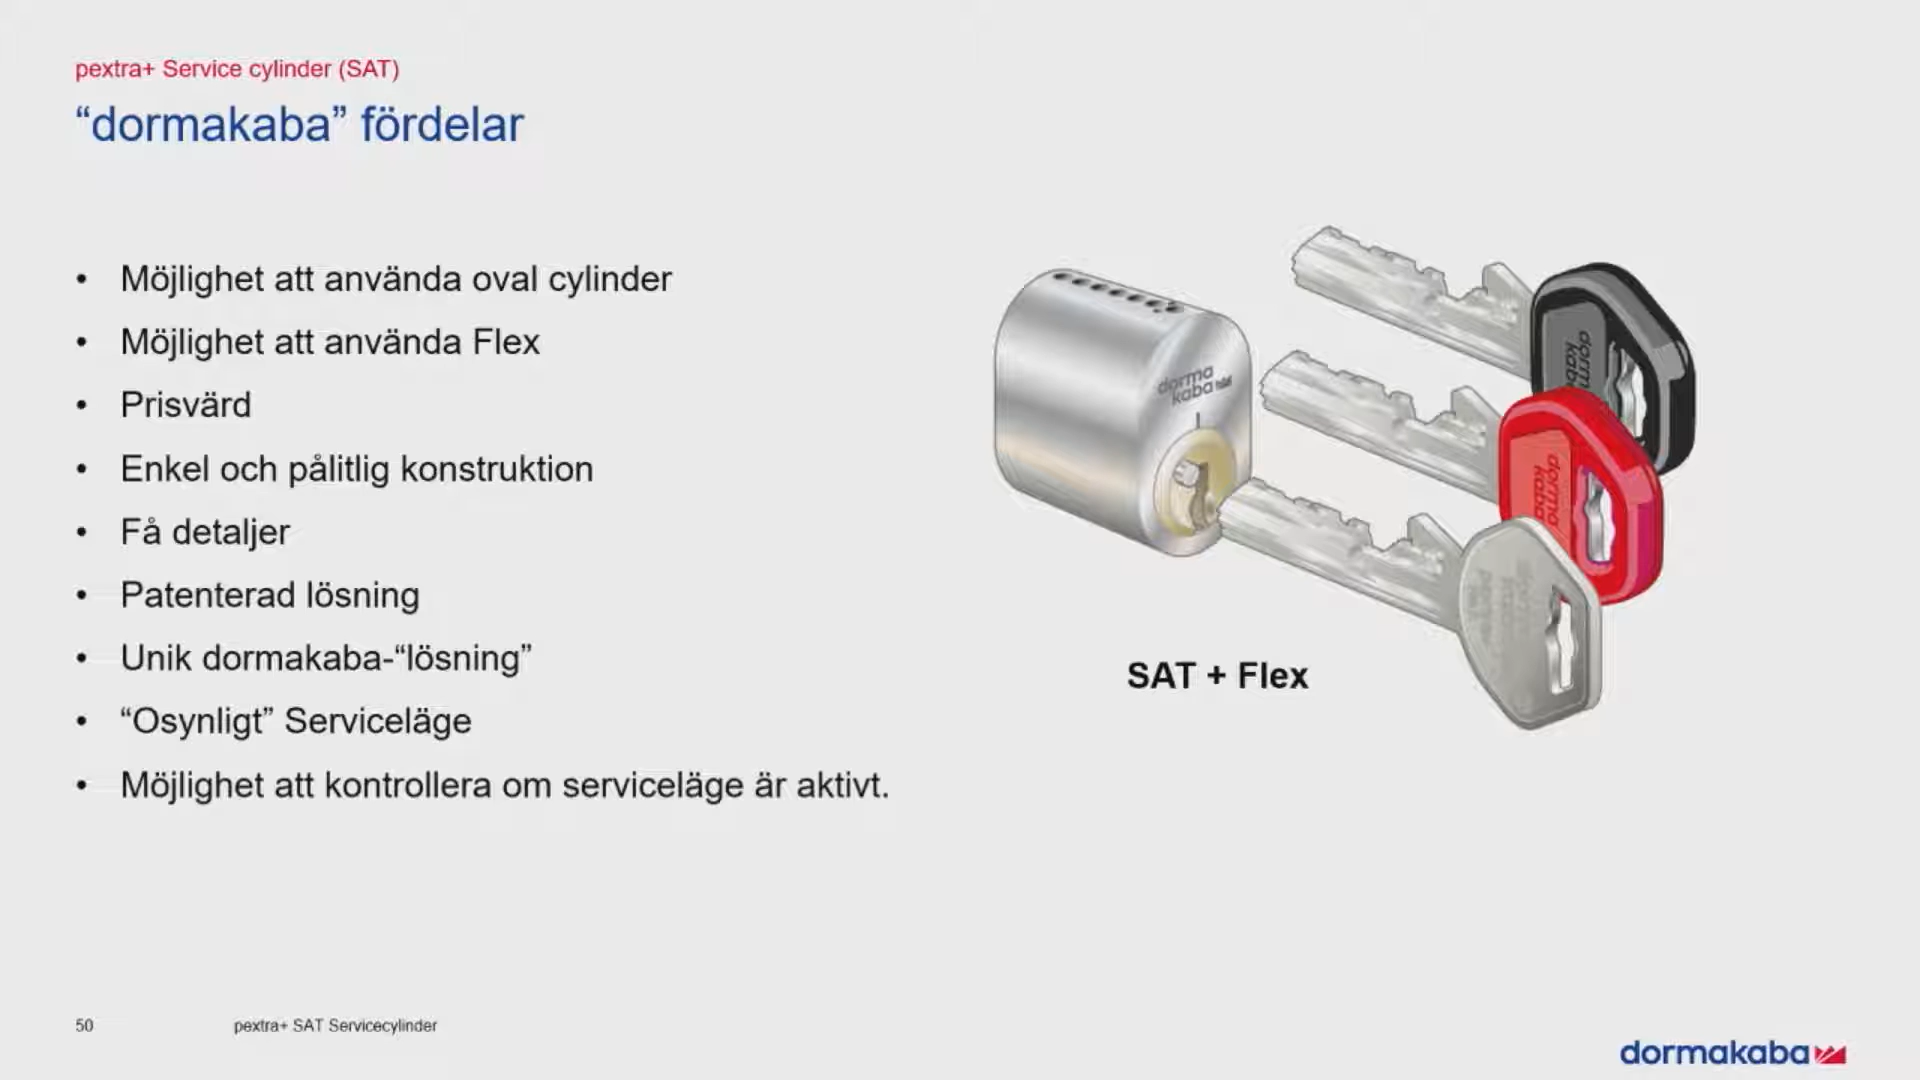 pextra+ Service cylinder (SAT)
“dormakaba” fördelar
• Möjlighet att använda oval cylinder
• Möjlighet att använda Flex
• Prisvärd
• Enkel och pålitlig konstruktion
• Få detaljer
• Patenterad lösning
• Unik dormakaba-“lösning”
• “Osynligt” Serviceläge
• Möjlighet att kontrollera om serviceläge är aktivt.
dorma
kaba
dorma
kaba
SAT + Flex
50
pextra+ SAT Servicecylinder
dormakaba